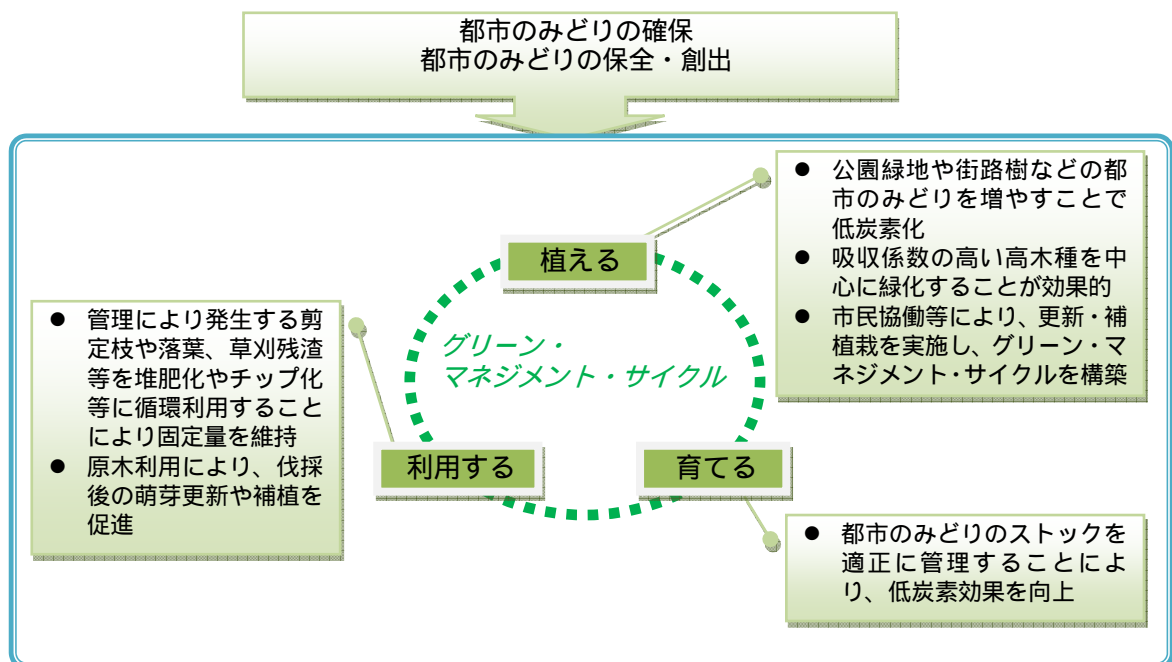 都市のみどりの確保
都市のみどりの保全・創出
● 公園緑地や街路樹などの都
市のみどりを増やすことで
低炭素化
● 吸収係数の高い高木種を中
心に緑化することが効果的
● 市民協働等により、更新・補
植栽を実施し、グリーン・マ
ネジメント・サイクルを構築
植える
● 管理により発生する剪
定枝や落葉、草刈残渣
等を堆肥化やチップ化
等に循環利用すること
により固定量を維持
● 原木利用により、伐採
後の萌芽更新や補植を
促進
グリーン・
マネジメント・サイクル
利用する
育てる
● 都市のみどりのストックを
適正に管理することによ
り、低炭素効果を向上